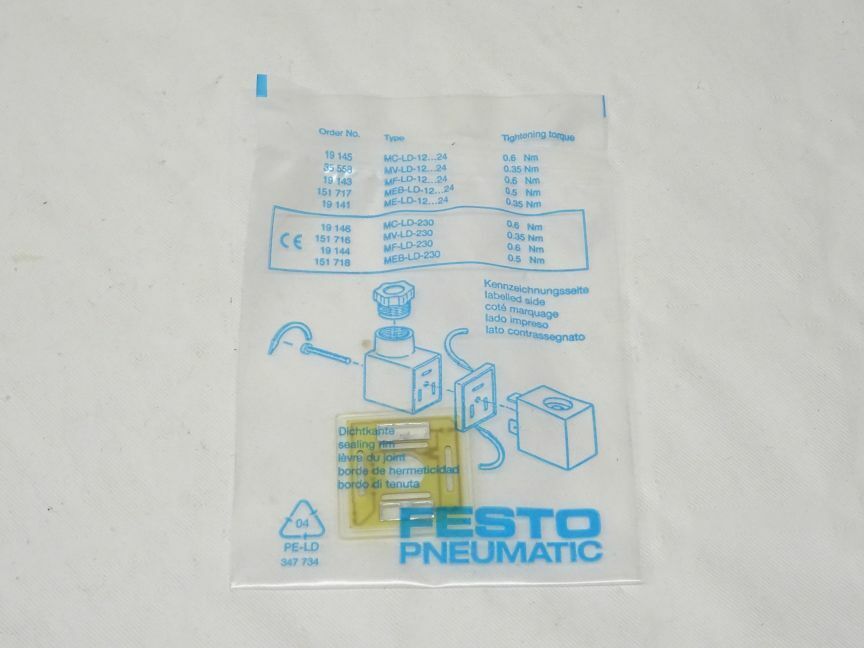 Order No. Type Tightening torque
19 145 MC-LD-12...24 0.6 Nm
35 558 MV-LD-12...24 0.35 Nm
19 143 MF-LD-12...24 0.6 Nm
151 717 MEB-LD-12...24 0.5 Nm
19 141 ME-LD-12...24 0.35 Nm
CE
19 146 MC-LD-230 0.6 Nm
151 716 MV-LD-230 0.35 Nm
19 144 MF-LD-230 0.6 Nm
151 718 MEB-LD-230 0.5 Nm
Kennzeichnungsseite
labelled side
coté marquage
lado impreso
lato contrassegnato
Dichtkante
sealing rim
lèvre du joint
borde de hermeticidad
bordo di tenuta
04
PE-LD
347 734
FESTO
PNEUMATIC